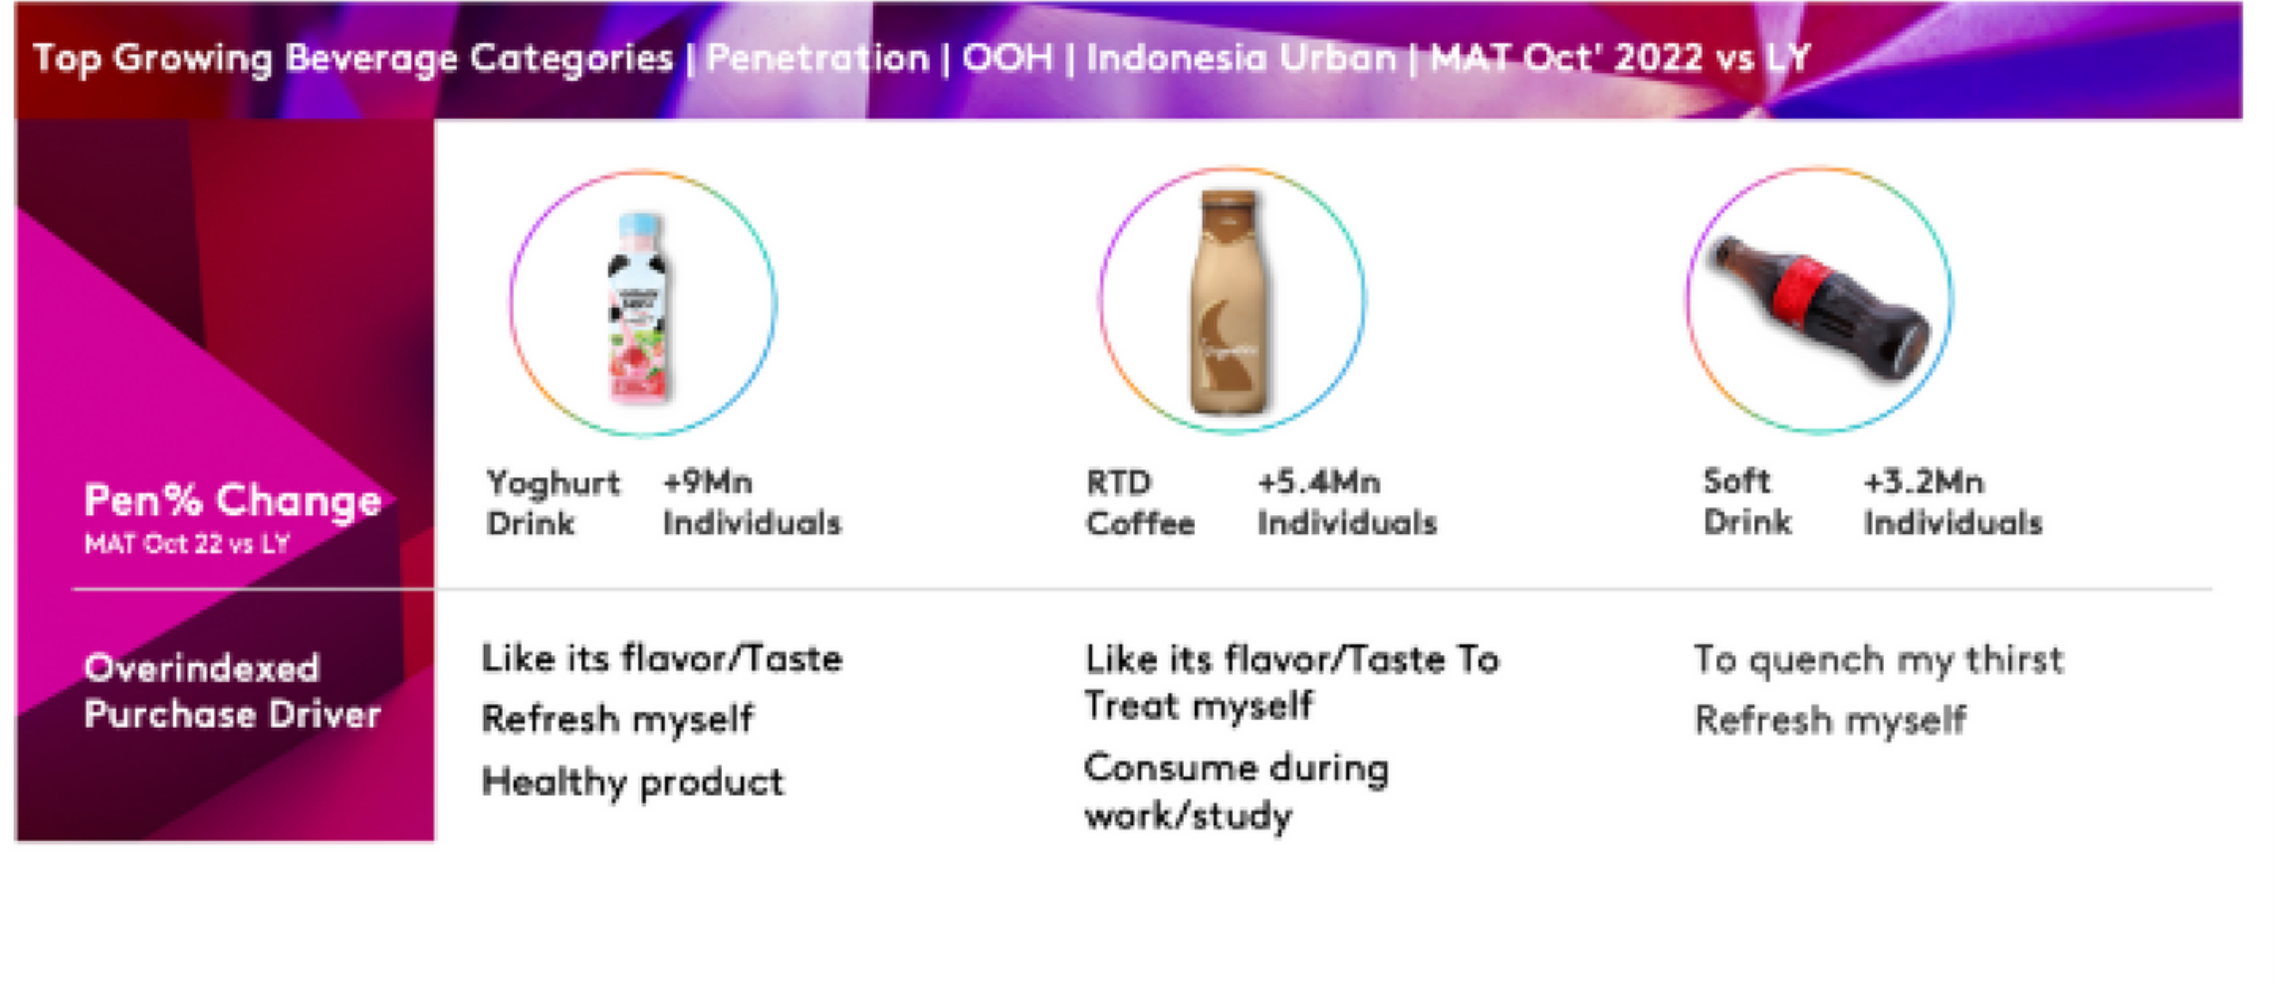 Top Growing Beverage Categories | Penetration | OOH | Indonesia Urban | MAT Oct' 2022 vs LY
Pen% Change
MAT Oct 22 vs LY
Yoghurt
Drink
+9Mn
Individuals
RTD
Coffee
+5.4Mn
Individuals
Soft
Drink
+3.2Mn
Individuals
Overindexed
Purchase Driver
Like its flavor/Taste
Refresh myself
Healthy product
Like its flavor/Taste To
Treat myself
Consume during
work/study
To quench my thirst
Refresh myself